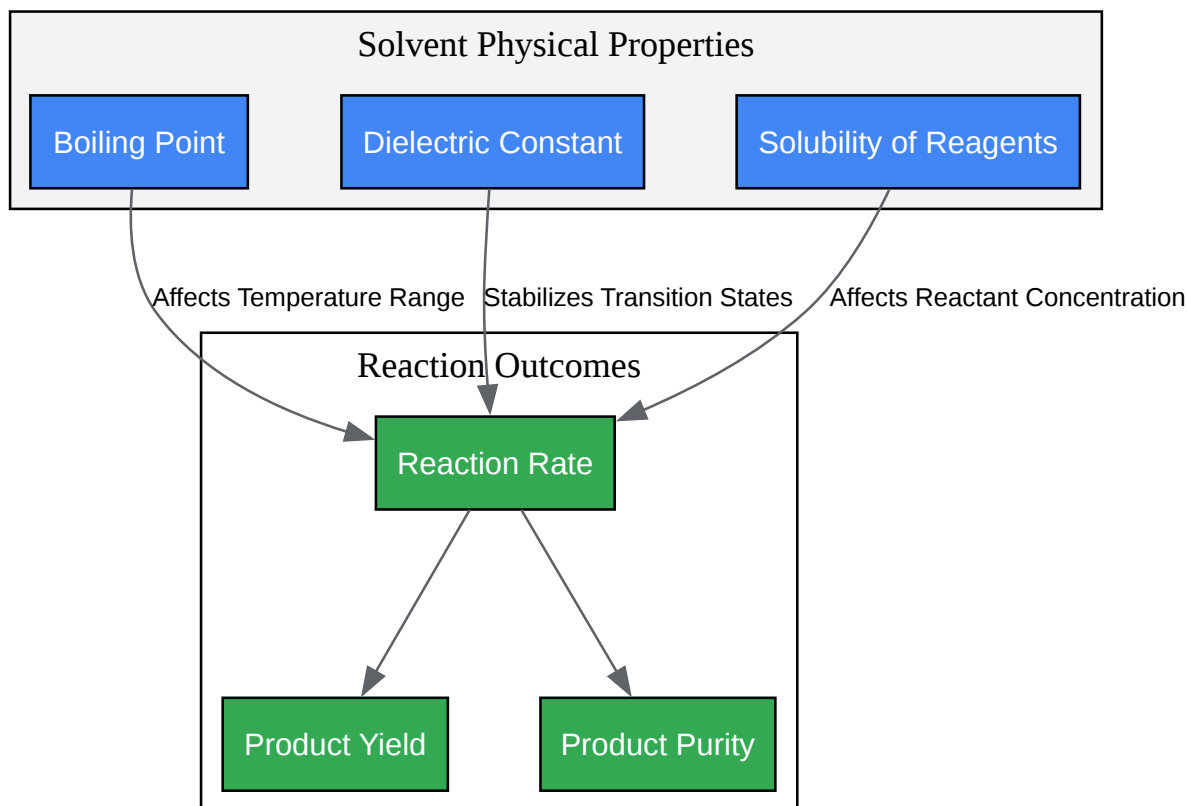 Solvent Physical Properties
Boiling Point
Dielectric Constant
Solubility of Reagents
Affects Temperature Range
Stabilizes Transition States
Affects Reactant Concentration
Reaction Outcomes
Reaction Rate
Product Yield
Product Purity